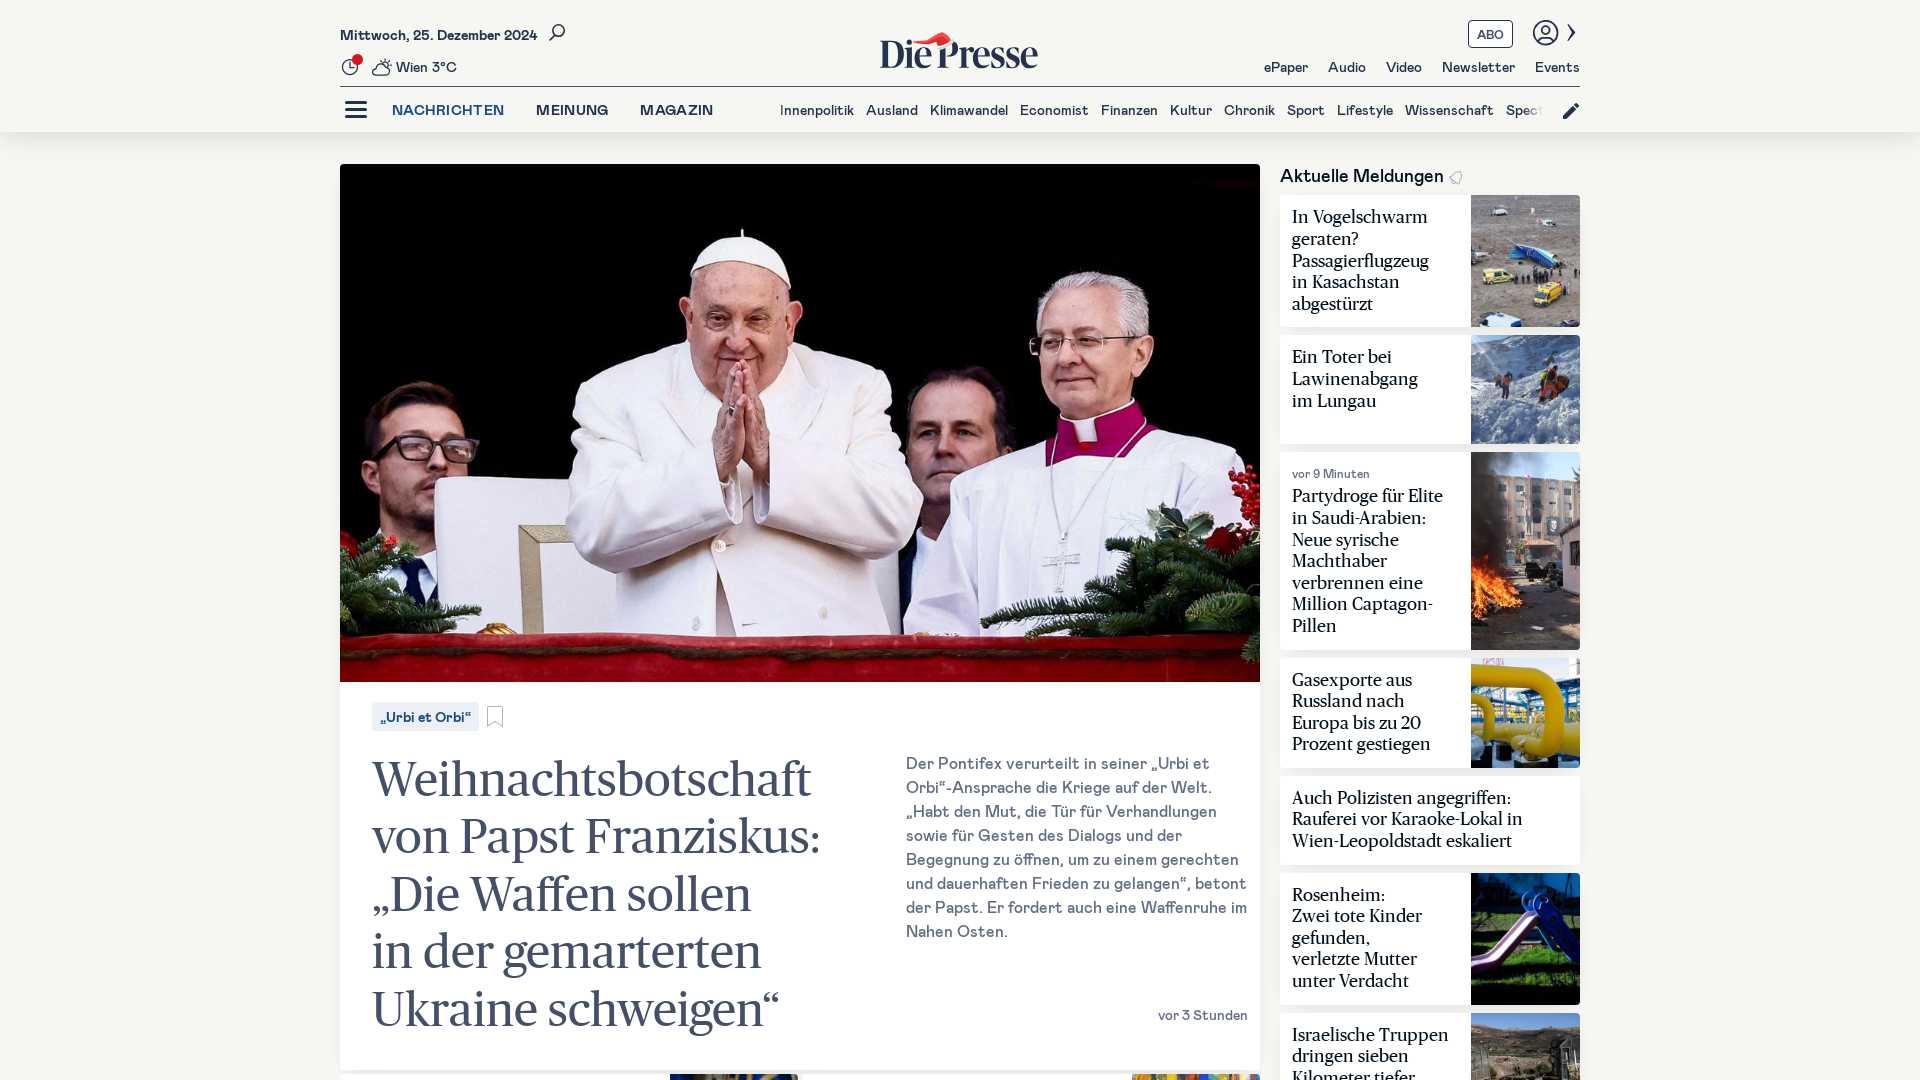 Mittwoch, 25. Dezember 2024
Wien 3°C
Die Presse
ABO
ePaper
Audio
Video
Newsletter
Events
NACHRICHTEN
MEINUNG
MAGAZIN
Innenpolitik
Ausland
Klimawandel
Economist
Finanzen
Kultur
Chronik
Sport
Lifestyle
Wissenschaft
Spect
„Urbi et Orbi“
Weihnachtsbotschaft
von Papst Franziskus:
„Die Waffen sollen
in der gemarterten
Ukraine schweigen“
Der Pontifex verurteilt in seiner „Urbi et
Orbi“-Ansprache die Kriege auf der Welt.
„Habt den Mut, die Tür für Verhandlungen
sowie für Gesten des Dialogs und der
Begegnung zu öffnen, um zu einem gerechten
und dauerhaften Frieden zu gelangen“, betont
der Papst. Er fordert auch eine Waffenruhe im
Nahen Osten.
vor 3 Stunden
Aktuelle Meldungen
In Vogelschwarm
geraten?
Passagierflugzeug
in Kasachstan
abgestürzt
Ein Toter bei
Lawinenabgang
im Lungau
vor 9 Minuten
Partydroge für Elite
in Saudi-Arabien:
Neue syrische
Machthaber
verbrennen eine
Million Captagon-
Pillen
Gasexporte aus
Russland nach
Europa bis zu 20
Prozent gestiegen
Auch Polizisten angegriffen:
Rauferei vor Karaoke-Lokal in
Wien-Leopoldstadt eskaliert
Rosenheim:
Zwei tote Kinder
gefunden,
verletzte Mutter
unter Verdacht
Israelische Truppen
dringen sieben
Kilometer tiefer